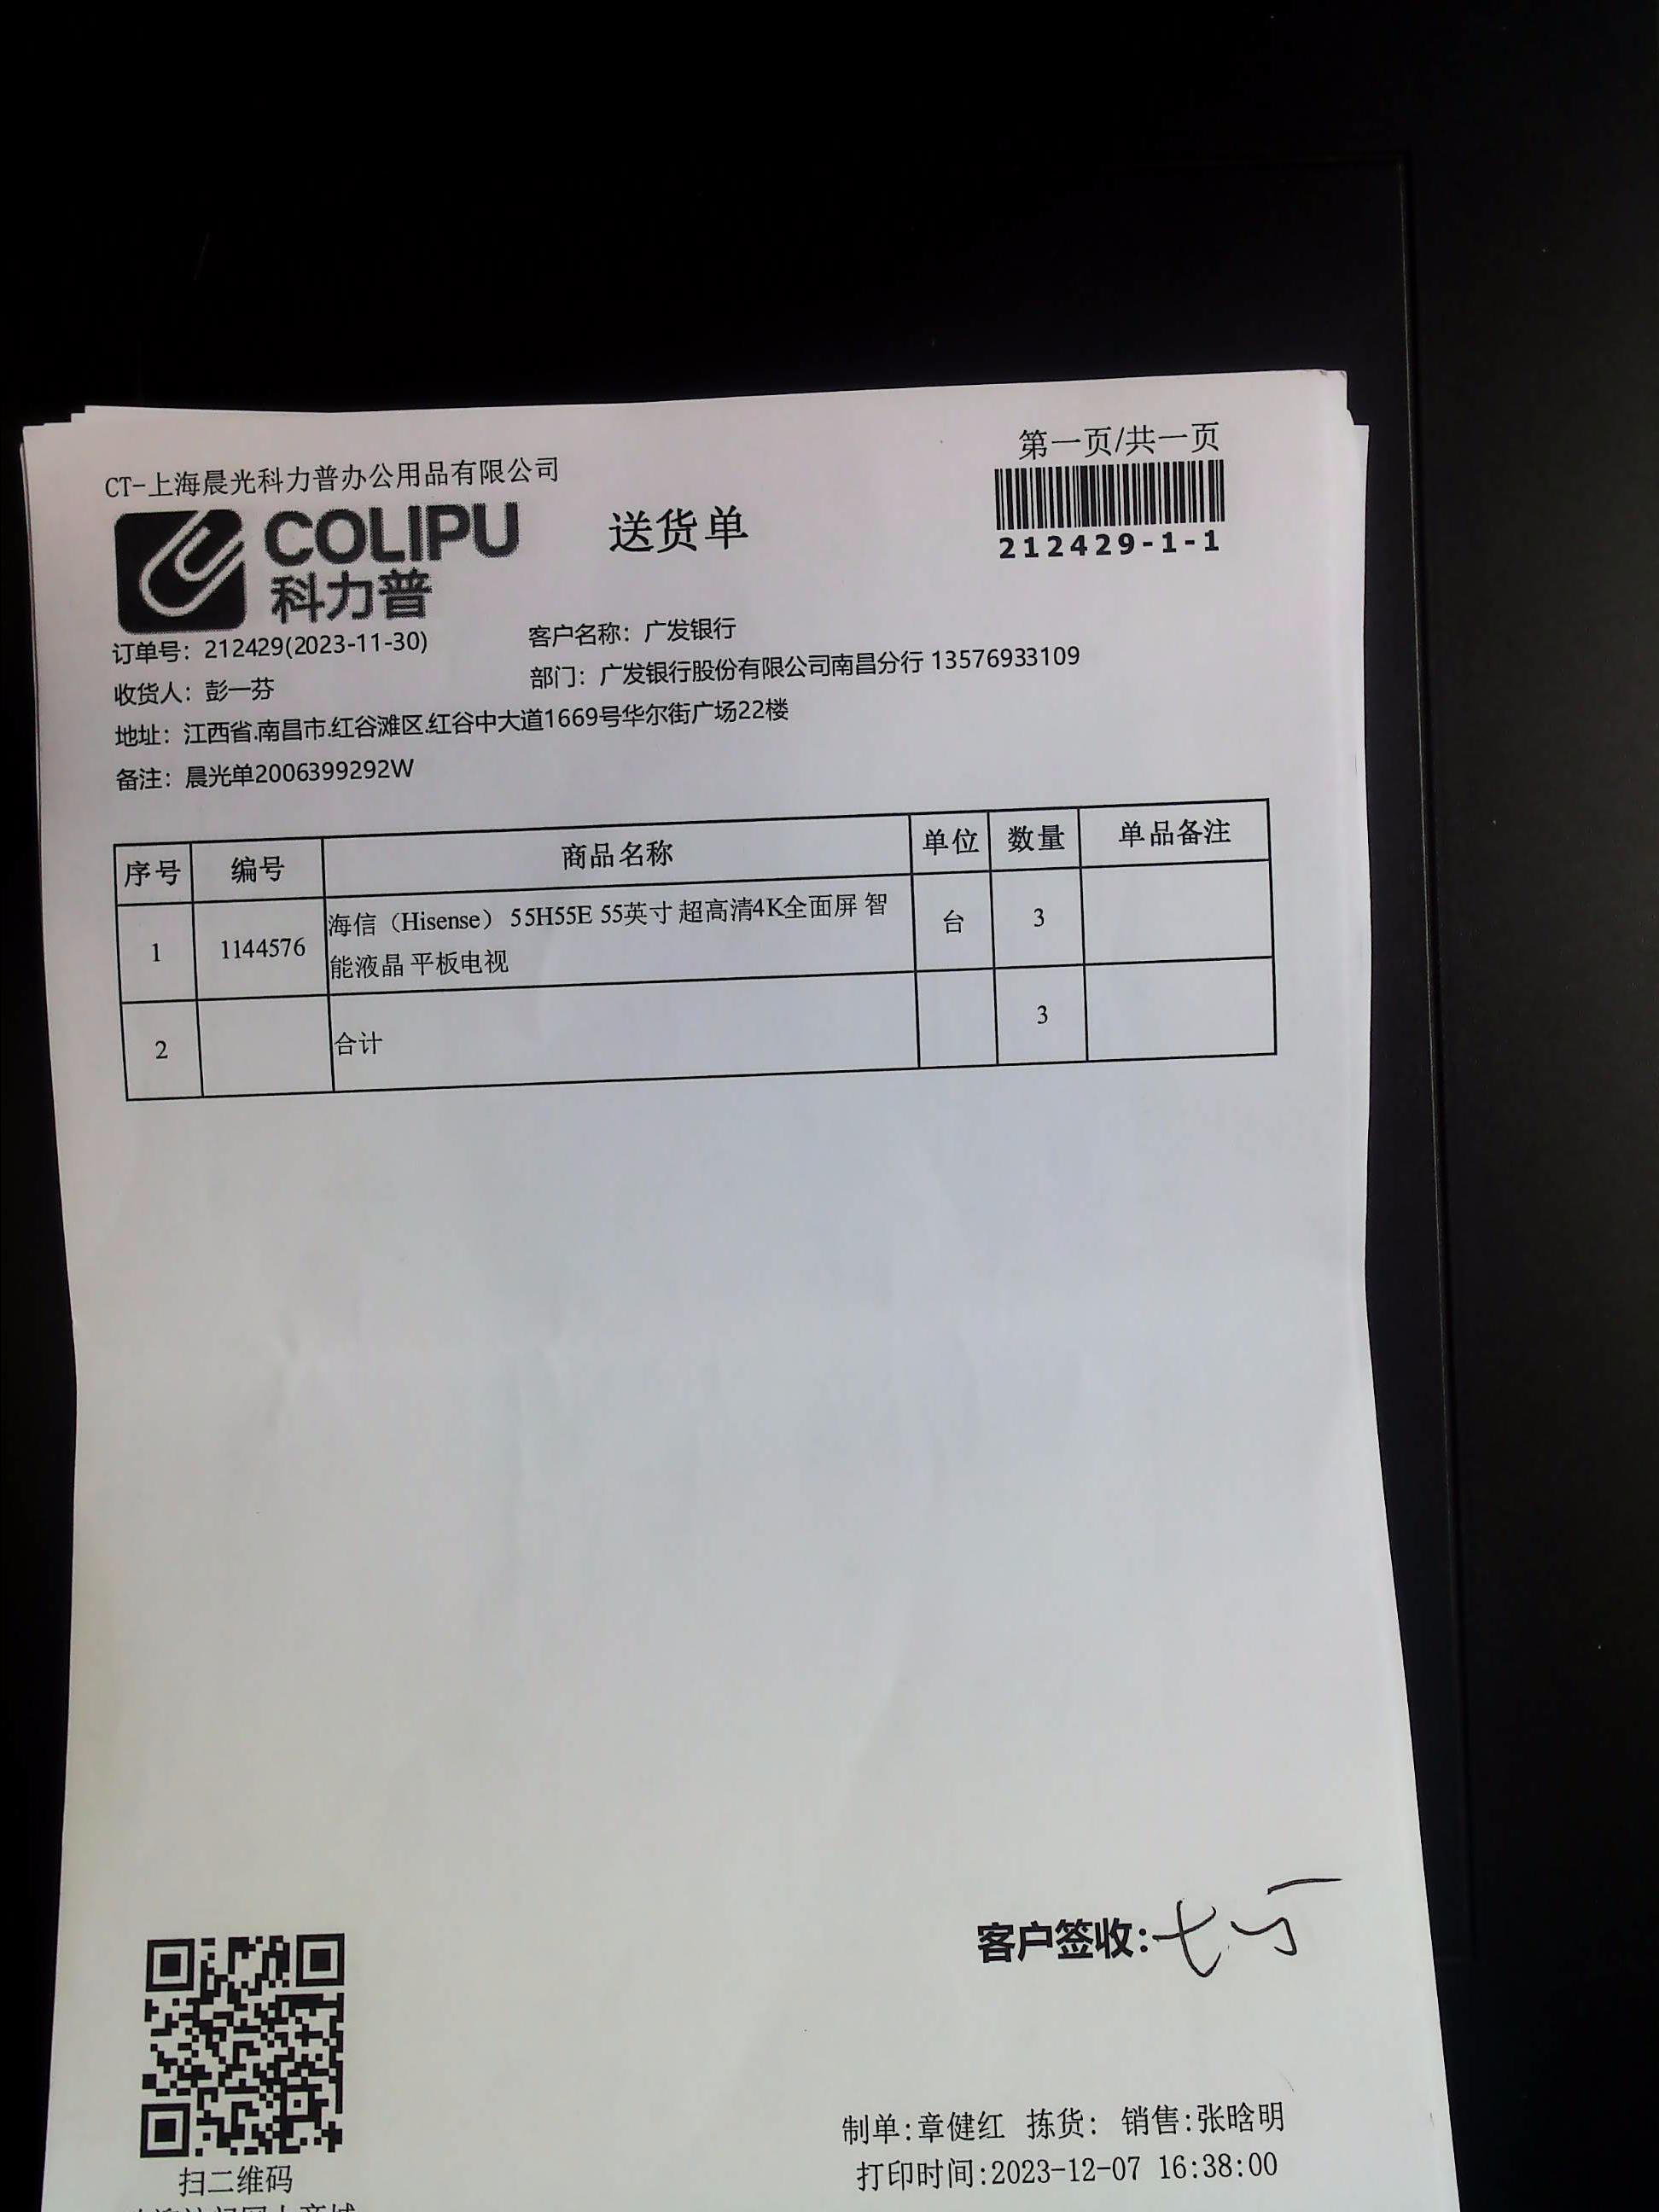 第一页/共一页
CT-上海晨光科力普办公用品有限公司
COLIPU
科力普
送货单
212429-1-1
订单号：212429(2023-11-30)
客户名称：广发银行
收货人：彭一芬
部门：广发银行股份有限公司南昌分行 13576933109
地址：江西省.南昌市.红谷滩区.红谷中大道1669号华尔街广场22楼
备注：晨光单2006399292W
序号 编号 商品名称 单位 数量 单品备注
1 1144576 海信（Hisense） 55H55E 55英寸 超高清4K全面屏 智 台 3
能液晶 平板电视
2 合计 3
客户签收:
制单:章健红 拣货: 销售:张晗明
打印时间:2023-12-07 16:38:00
扫二维码